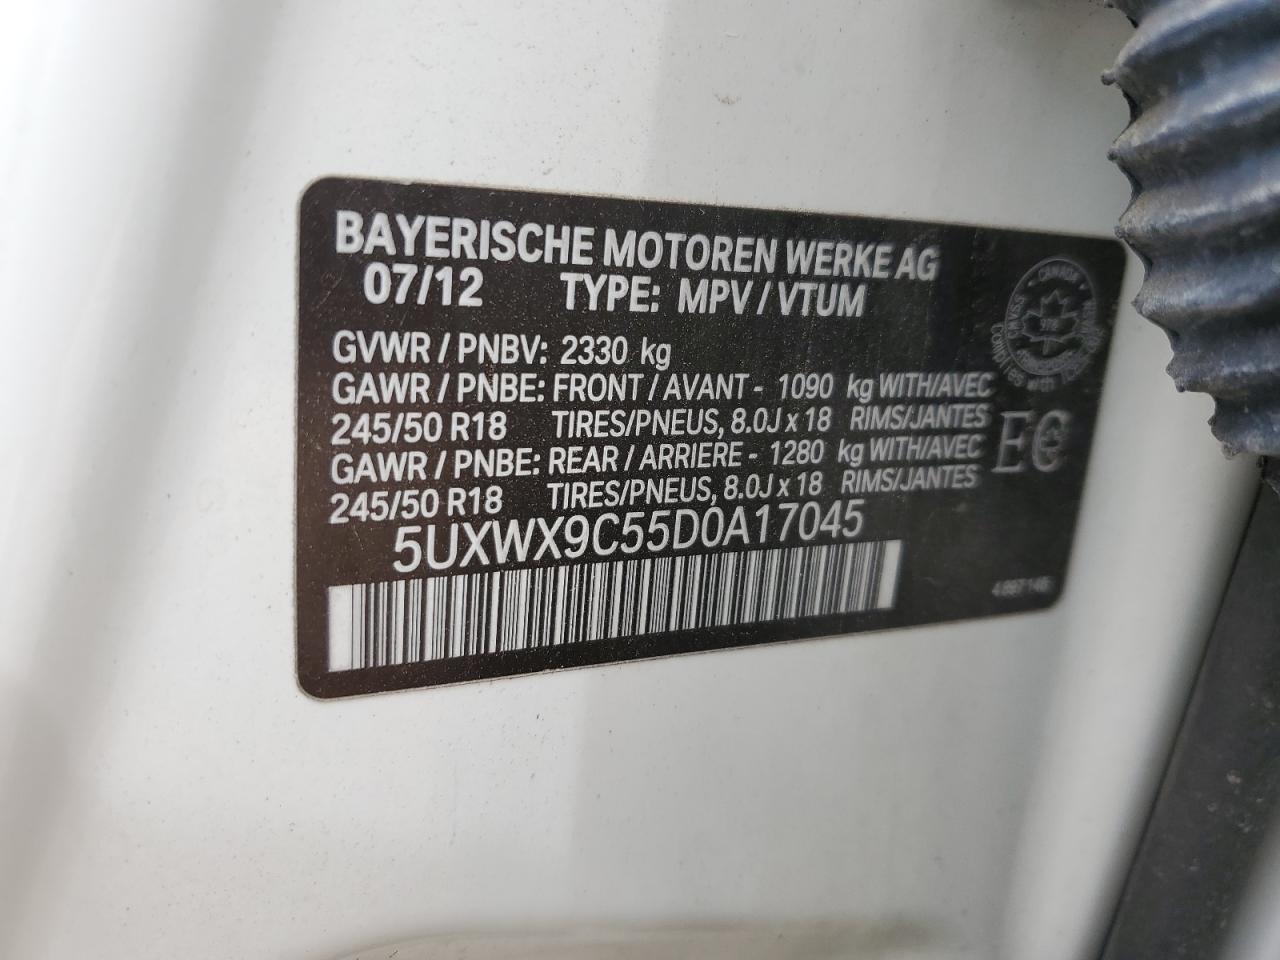 BAYERISCHE MOTOREN WERKE AG
07/12 TYPE: MPV / VTUM
GVWR / PNBV: 2330 kg
GAWR / PNBE: FRONT / AVANT - 1090 kg WITH/AVEC
245/50 R18 TIRES/PNEUS, 8.0J x 18 RIMS/JANTES
GAWR / PNBE: REAR / ARRIERE - 1280 kg WITH/AVEC
245/50 R18 TIRES/PNEUS, 8.0J x 18 RIMS/JANTES
5UXWX9C55D0A17045
CANADA
EC